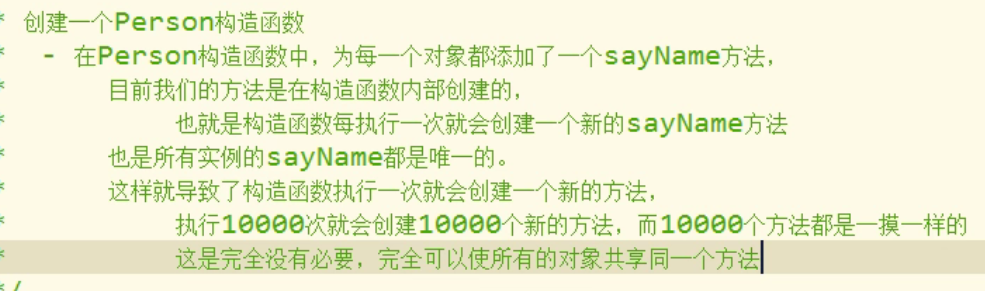 * 创建一个Person构造函数
* - 在Person构造函数中，为每一个对象都添加了一个sayName方法，
* 目前我们的方法是在构造函数内部创建的，
* 也就是构造函数每执行一次就会创建一个新的sayName方法
* 也是所有实例的sayName都是唯一的。
* 这样就导致了构造函数执行一次就会创建一个新的方法，
* 执行10000次就会创建10000个新的方法，而10000个方法都是一摸一样的
* 这是完全没有必要，完全可以使所有的对象共享同一个方法
*/